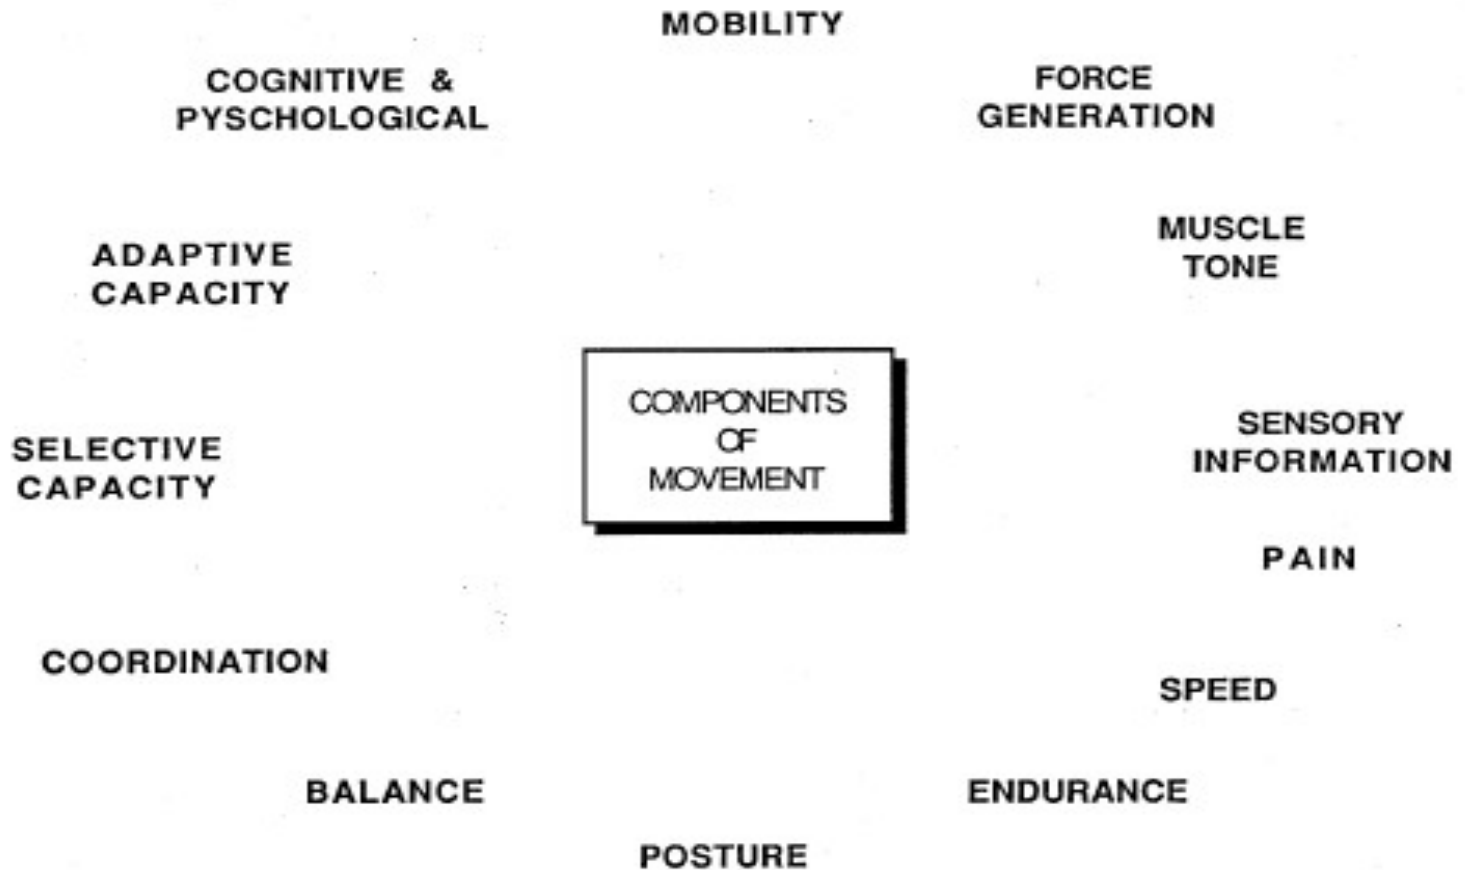 MOBILITY
COGNITIVE &
PYSCHOLOGICAL
FORCE
GENERATION
ADAPTIVE
CAPACITY
MUSCLE
TONE
COMPONENTS
OF
MOVEMENT
SELECTIVE
CAPACITY
SENSORY
INFORMATION
PAIN
COORDINATION
SPEED
BALANCE
ENDURANCE
POSTURE